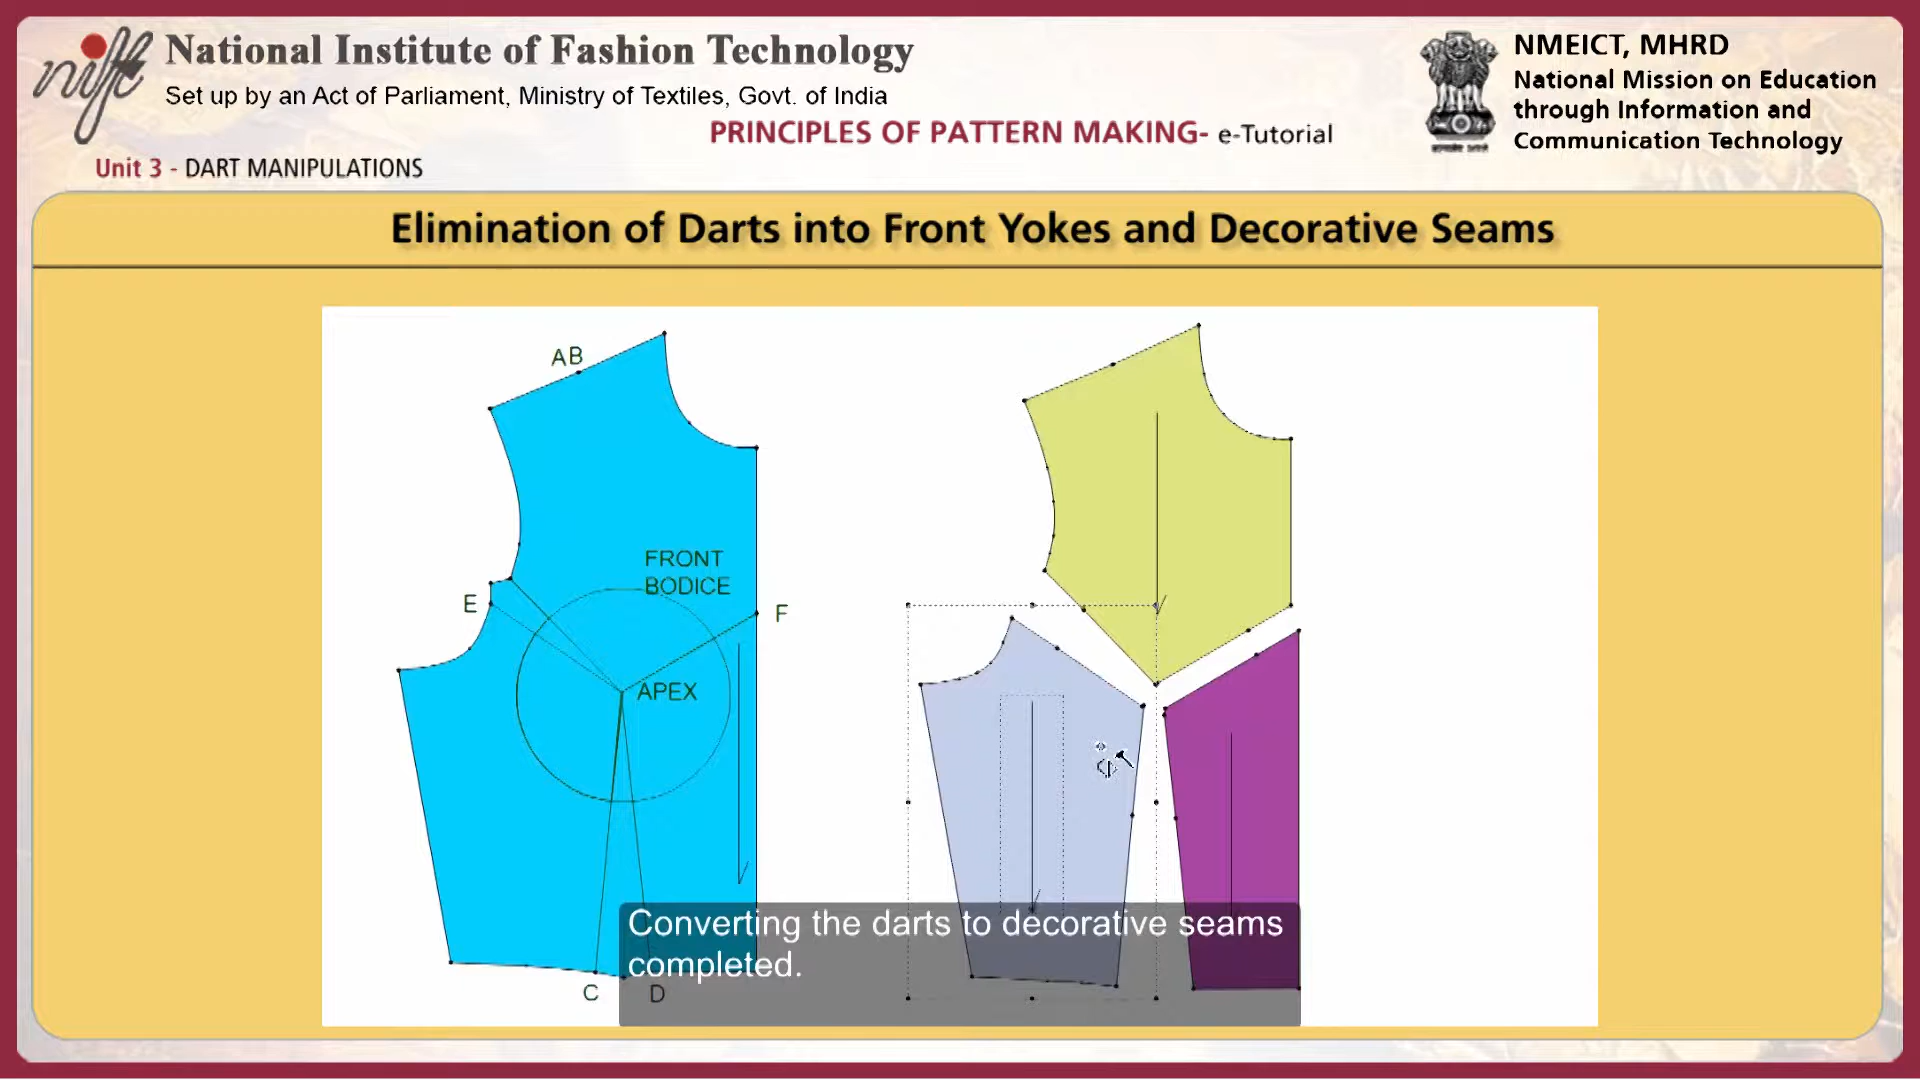 nift
National Institute of Fashion Technology
Set up by an Act of Parliament, Ministry of Textiles, Govt. of India
PRINCIPLES OF PATTERN MAKING- e-Tutorial
Unit 3 - DART MANIPULATIONS
NMEICT, MHRD
National Mission on Education
through Information and
Communication Technology
Elimination of Darts into Front Yokes and Decorative Seams
AB
FRONT
BODICE
E
F
APEX
C
D
Converting the darts to decorative seams
completed.